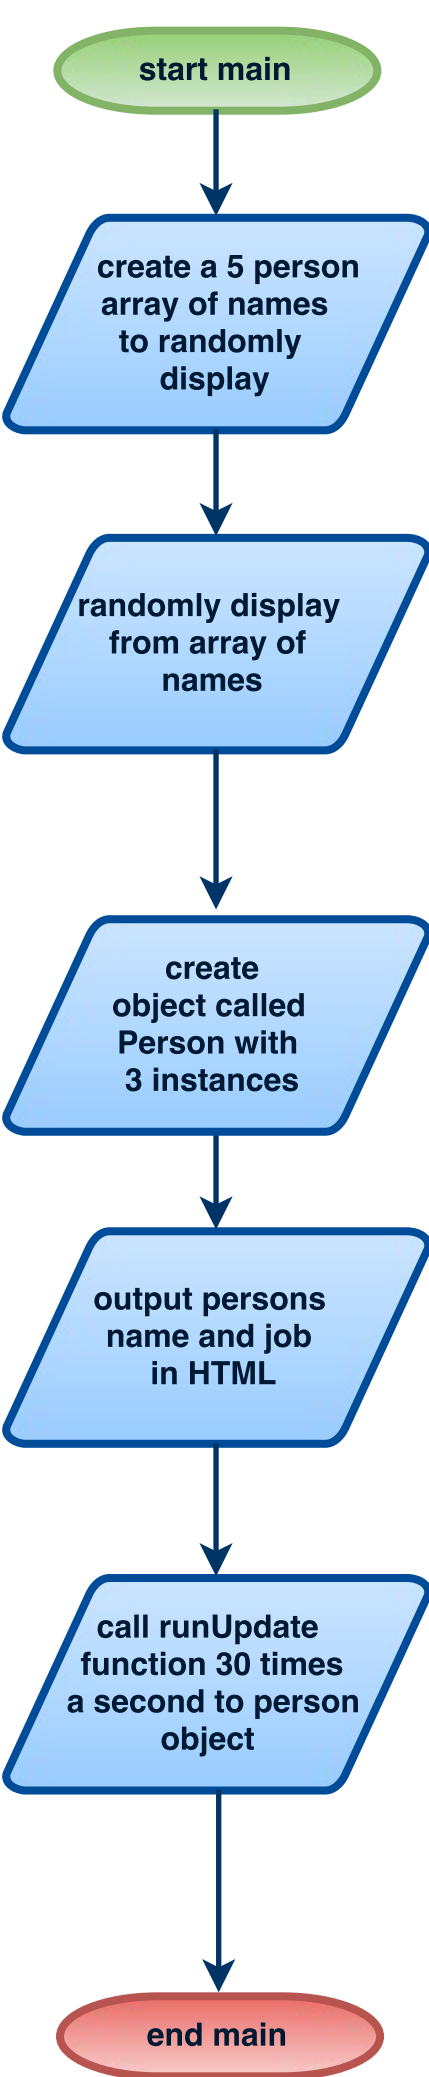 start main
create a 5 person
array of names
to randomly
display
randomly display
from array of
names
create
object called
Person with
3 instances
output persons
name and job
in HTML
call runUpdate
function 30 times
a second to person
object
end main